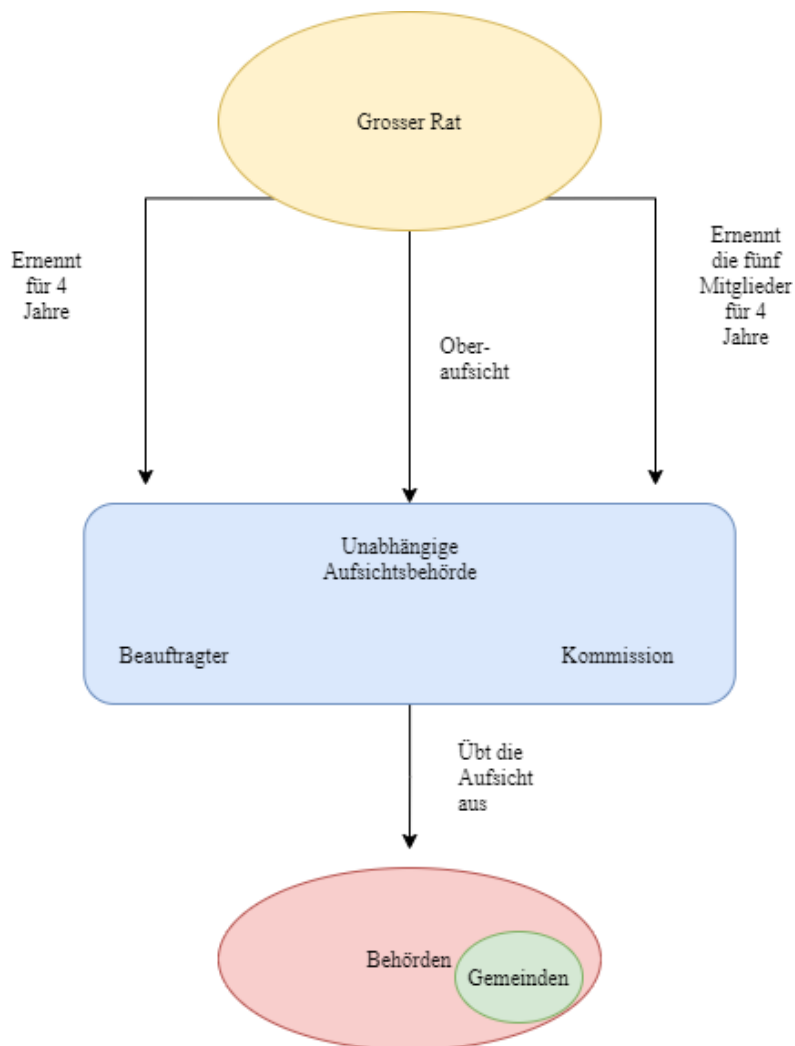 Grosser Rat
Ernennt
für 4
Jahre
Ober-
aufsicht
Ernennt
die fünf
Mitglieder
für 4
Jahre
Unabhängige
Aufsichtsbehörde
Beauftragter
Kommission
Übt die
Aufsicht
aus
Behörden
Gemeinden